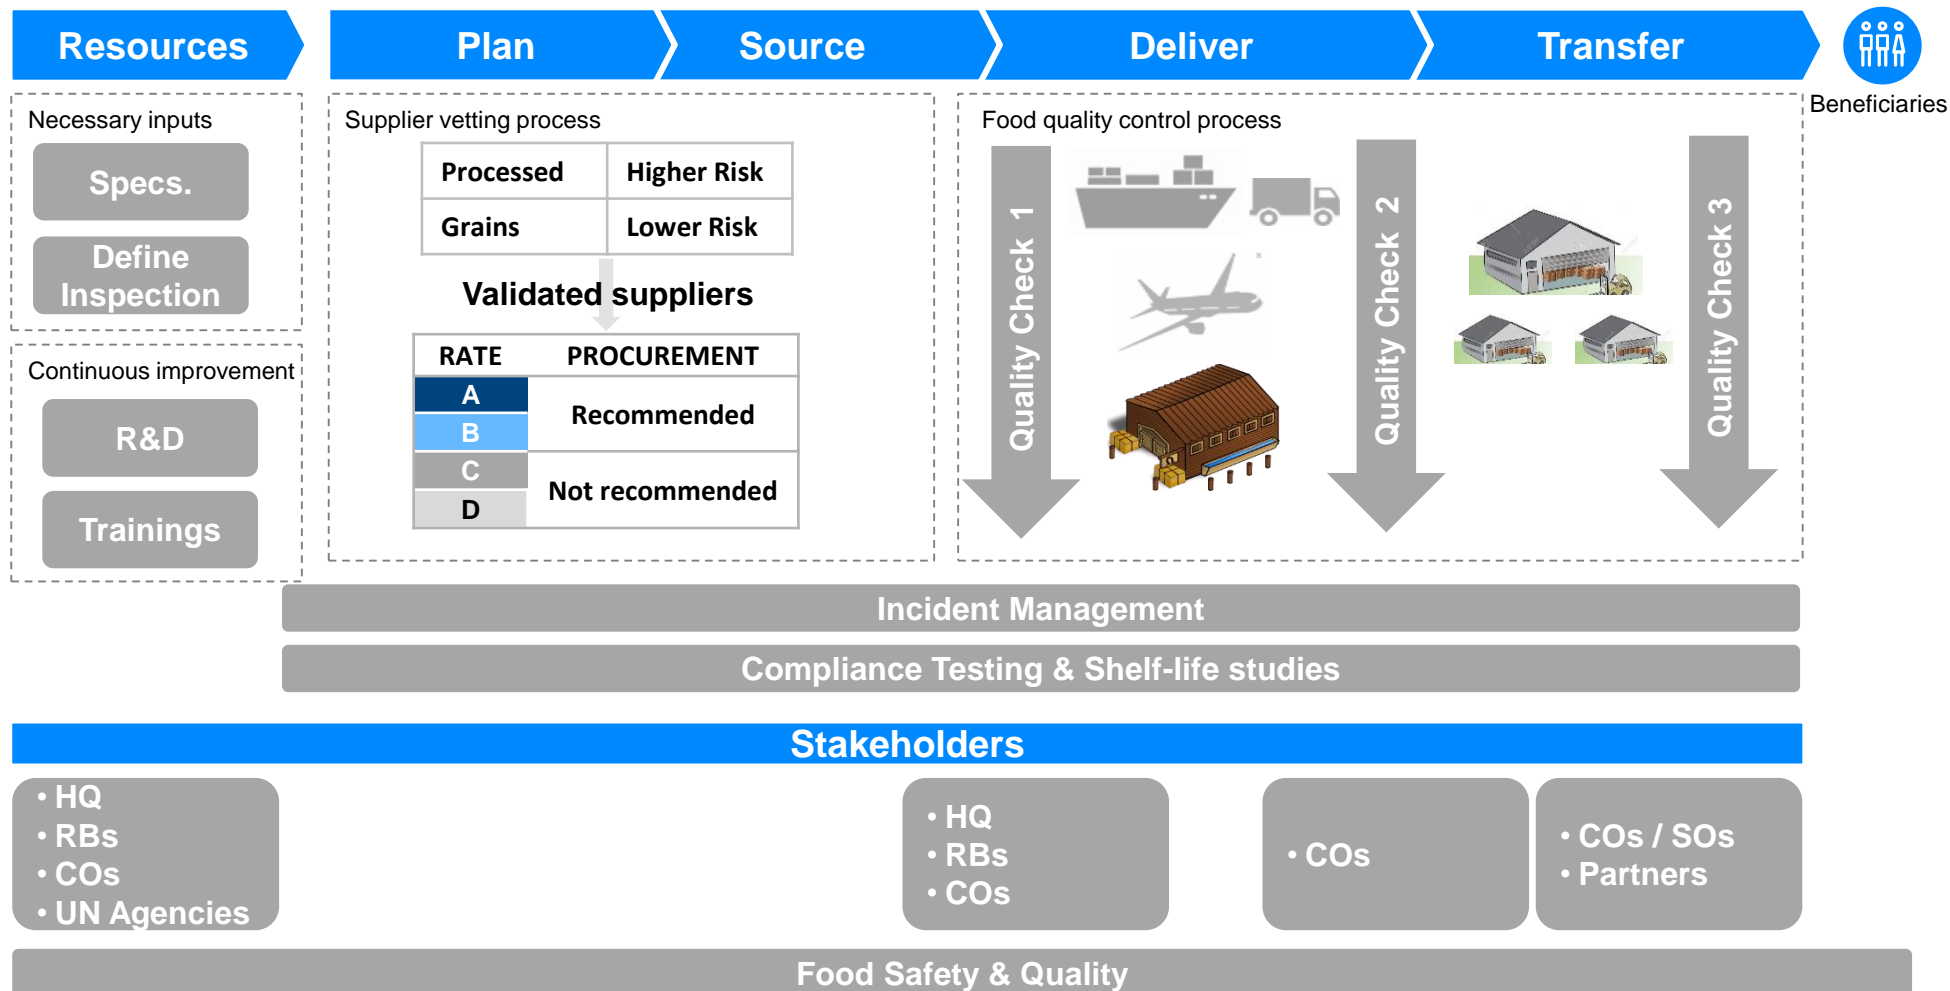 Resources
Plan
Source
Deliver
Transfer
Beneficiaries
Necessary inputs
Specs.
Define
Inspection
Continuous improvement
R&D
Trainings
Supplier vetting process
Processed
Higher Risk
Grains
Lower Risk
Validated suppliers
RATE
PROCUREMENT
A
B
Recommended
C
D
Not recommended
Food quality control process
Quality Check 1
Quality Check 2
Quality Check 3
Incident Management
Compliance Testing & Shelf-life studies
Stakeholders
• HQ
• RBs
• COs
• UN Agencies
• HQ
• RBs
• COs
• COs
• COs / SOs
• Partners
Food Safety & Quality